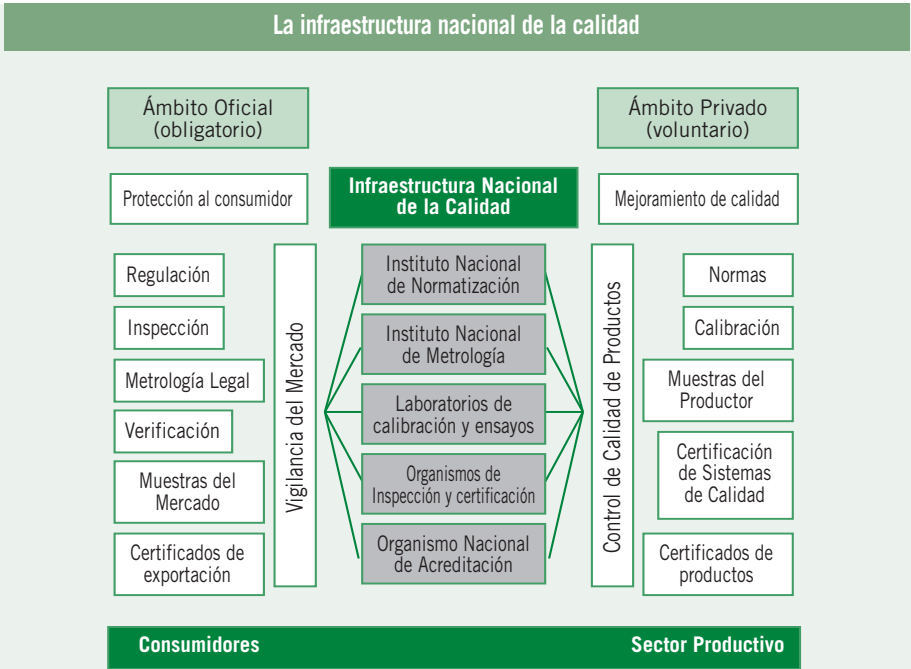 La infraestructura nacional de la calidad
Ámbito Oficial
(obligatorio)
Ámbito Privado
(voluntario)
Protección al consumidor
Infraestructura Nacional
de la Calidad
Mejoramiento de calidad
Regulación
Inspección
Metrología Legal
Verificación
Muestras del
Mercado
Certificados de
exportación
Vigilancia del Mercado
Instituto Nacional
de Normatización
Instituto Nacional
de Metrología
Laboratorios de
calibración y ensayos
Organismos de
Inspección y certificación
Organismo Nacional
de Acreditación
Control de Calidad de Productos
Normas
Calibración
Muestras del
Productor
Certificación
de Sistemas
de Calidad
Certificados de
productos
Consumidores
Sector Productivo